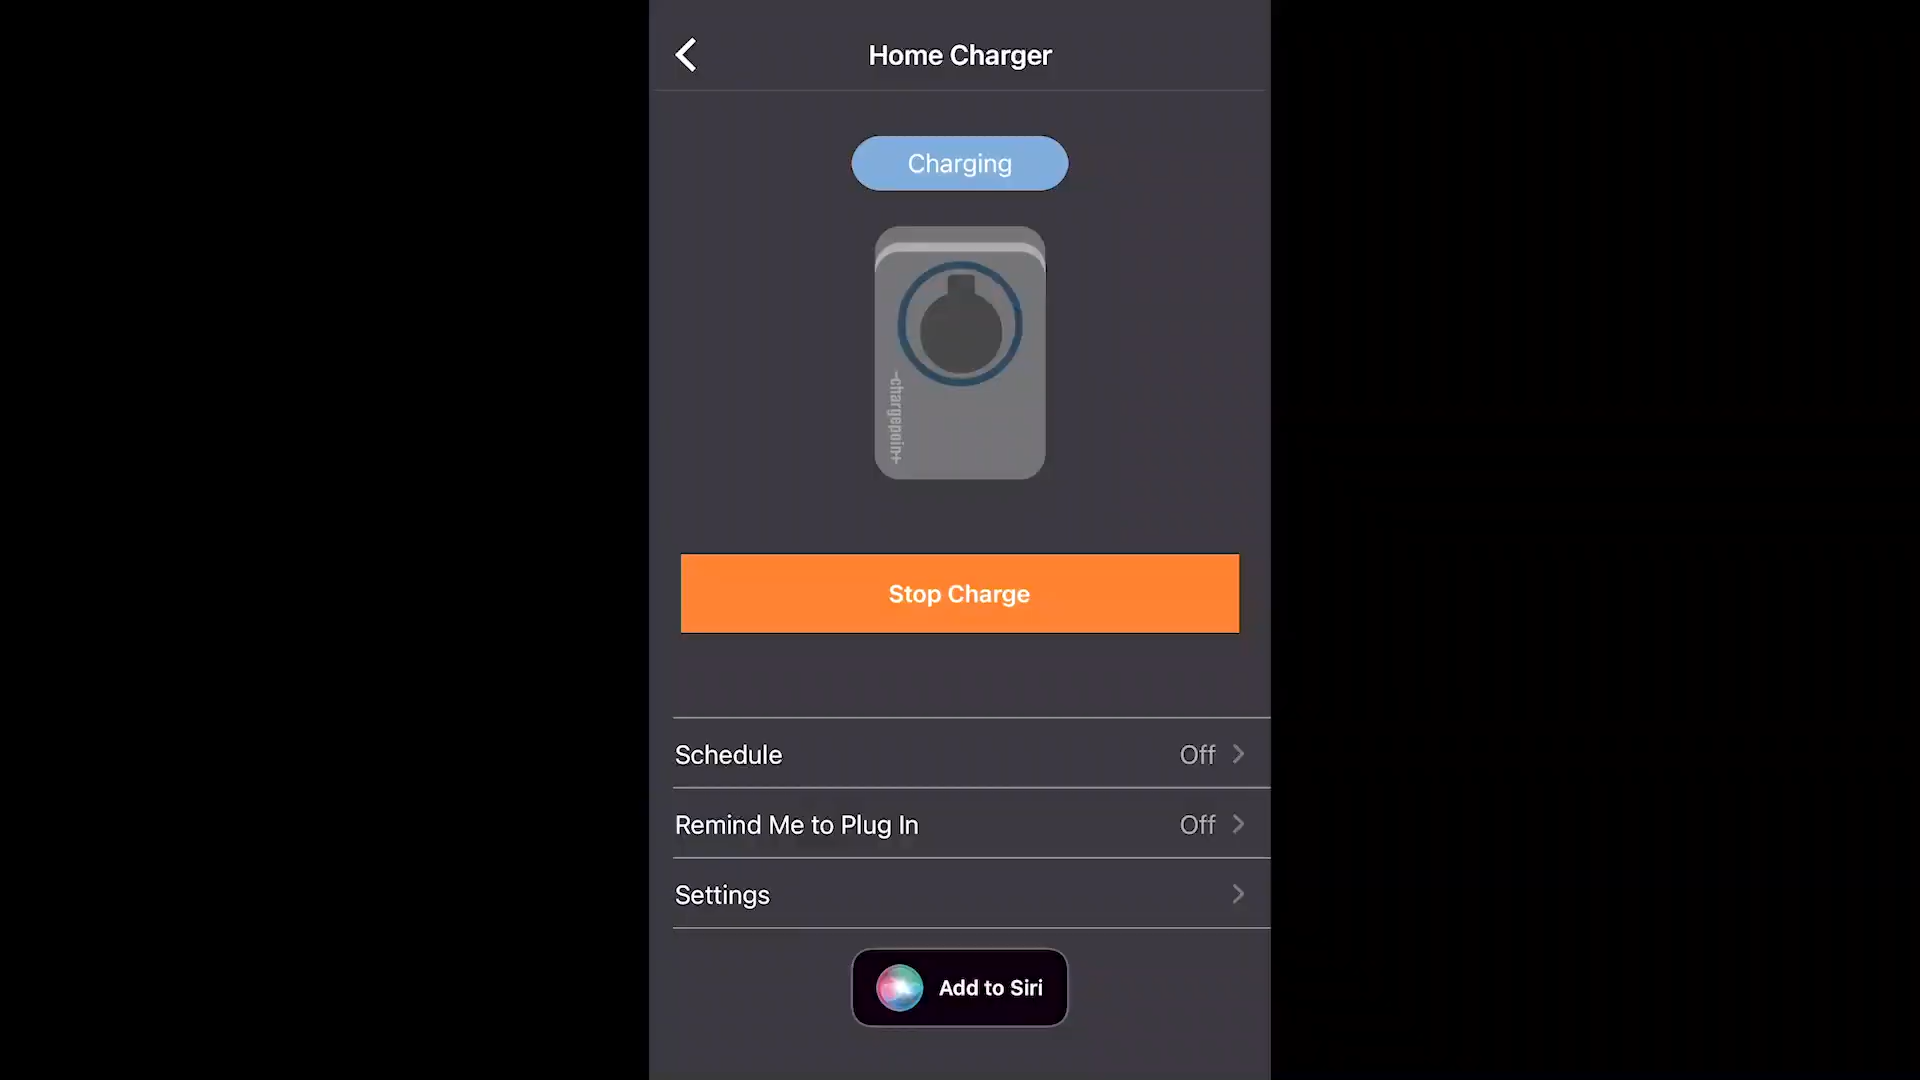 Home Charger
Charging
-chargepoin+
Stop Charge
Schedule Off
Remind Me to Plug In Off
Settings
Add to Siri